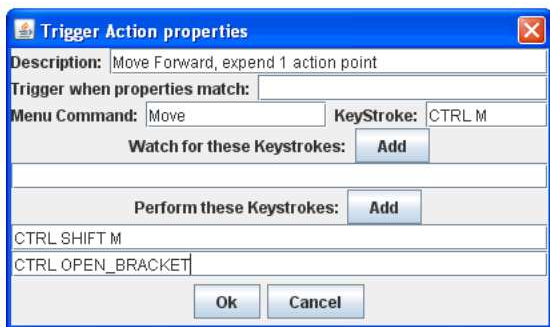 Trigger Action properties
Description: Move Forward, expend 1 action point
Trigger when properties match:
Menu Command: Move KeyStroke: CTRL M
Watch for these Keystrokes: Add
Perform these Keystrokes: Add
CTRL SHIFT M
CTRL OPEN_BRACKET
Ok Cancel